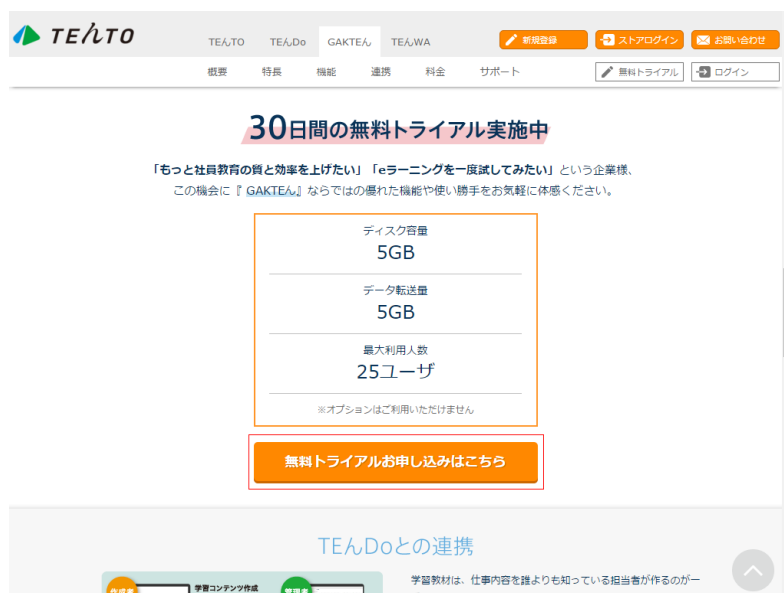 TEんTO
TEんTO TEんDo GAKTEん TEんWA 新規登録 ストアログイン お問い合わせ
概要 特長 機能 連携 料金 サポート 無料トライアル ログイン
30日間の無料トライアル実施中
「もっと社員教育の質と効率を上げたい」「eラーニングを一度試してみたい」という企業様、
この機会に『 GAKTEん』ならではの優れた機能や使い勝手をお気軽に体感ください。
ディスク容量
5GB
データ転送量
5GB
最大利用人数
25ユーザ
※オプションはご利用いただけません
無料トライアルお申し込みはこちら
TEんDoとの連携
学習教材は、仕事内容を誰よりも知っている担当者が作るのが一
作成者 学習コンテンツ作成 管理者